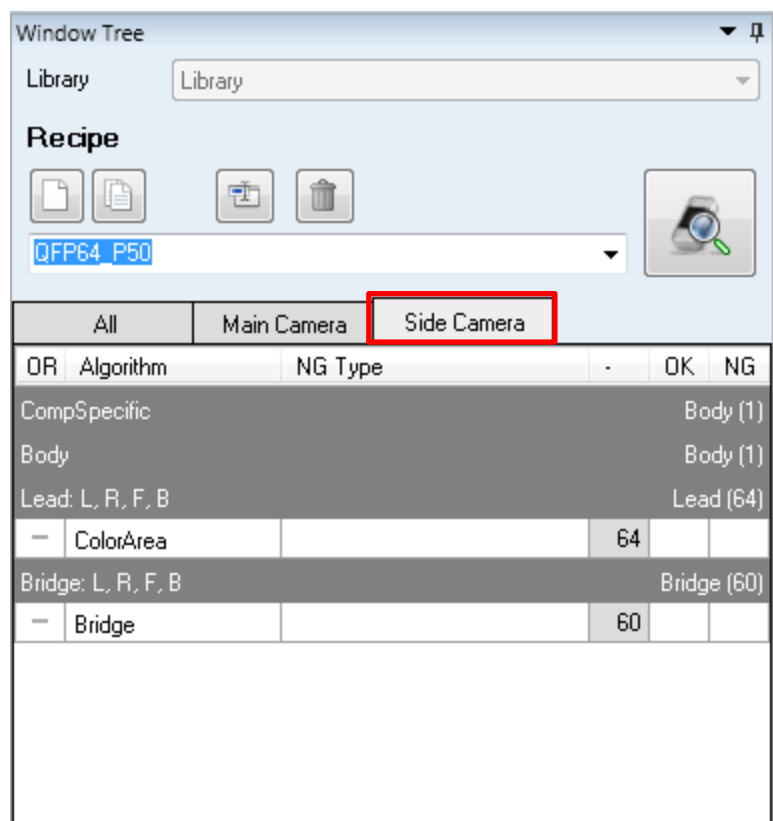 Window Tree
Library Library
Recipe
QFP64_P50
All Main Camera Side Camera
OR Algorithm NG Type - OK NG
CompSpecific Body (1)
Body Body (1)
Lead: L, R, F, B Lead (64)
ColorArea 64
Bridge: L, R, F, B Bridge (60)
Bridge 60